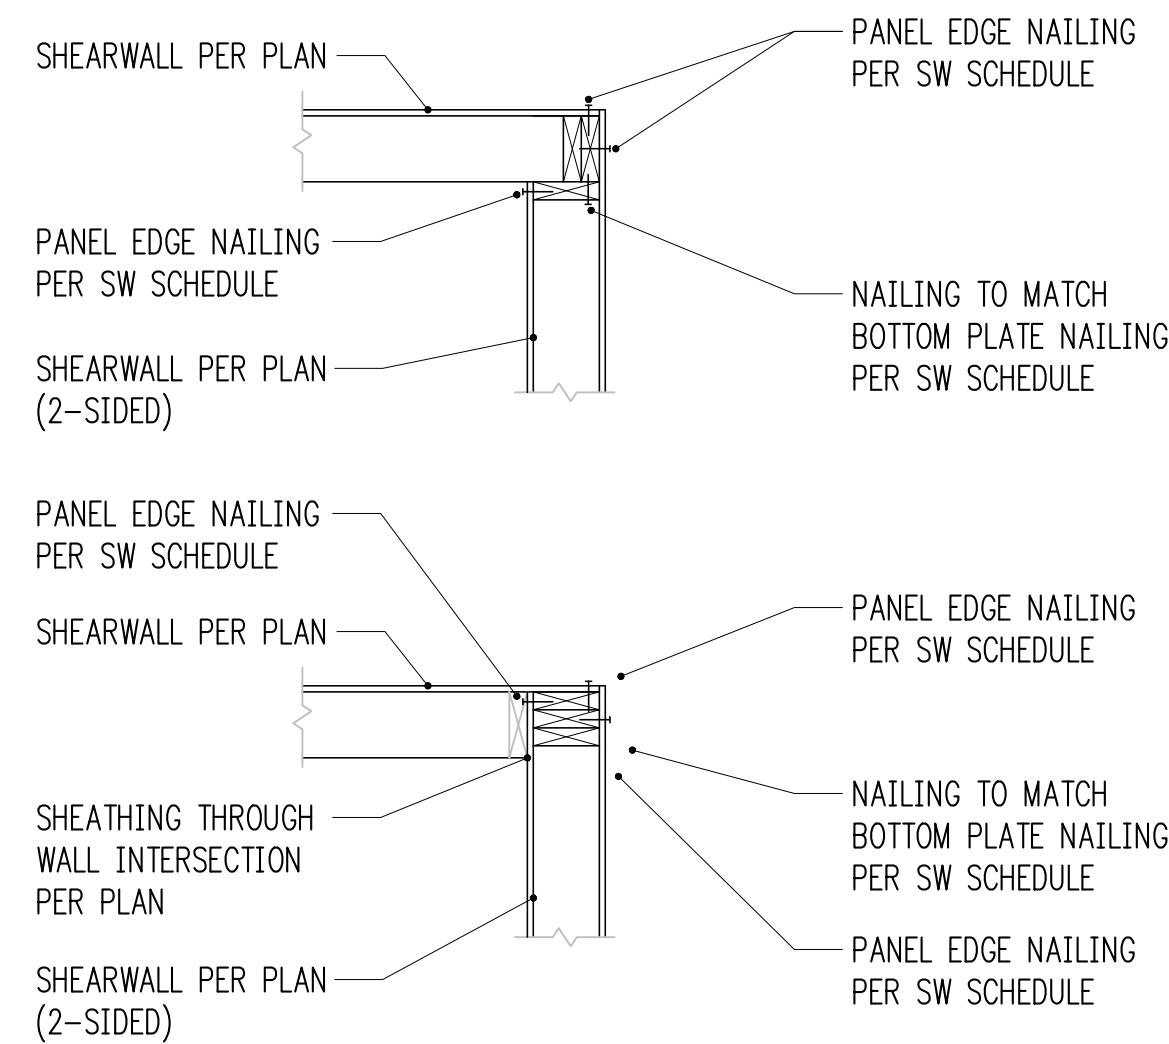 SHEARWALL PER PLAN
PANEL EDGE NAILING
PER SW SCHEDULE
PANEL EDGE NAILING
PER SW SCHEDULE
NAILING TO MATCH
BOTTOM PLATE NAILING
PER SW SCHEDULE
SHEARWALL PER PLAN
(2-SIDED)
PANEL EDGE NAILING
PER SW SCHEDULE
SHEARWALL PER PLAN
PANEL EDGE NAILING
PER SW SCHEDULE
SHEATHING THROUGH
WALL INTERSECTION
PER PLAN
NAILING TO MATCH
BOTTOM PLATE NAILING
PER SW SCHEDULE
SHEARWALL PER PLAN
(2-SIDED)
PANEL EDGE NAILING
PER SW SCHEDULE